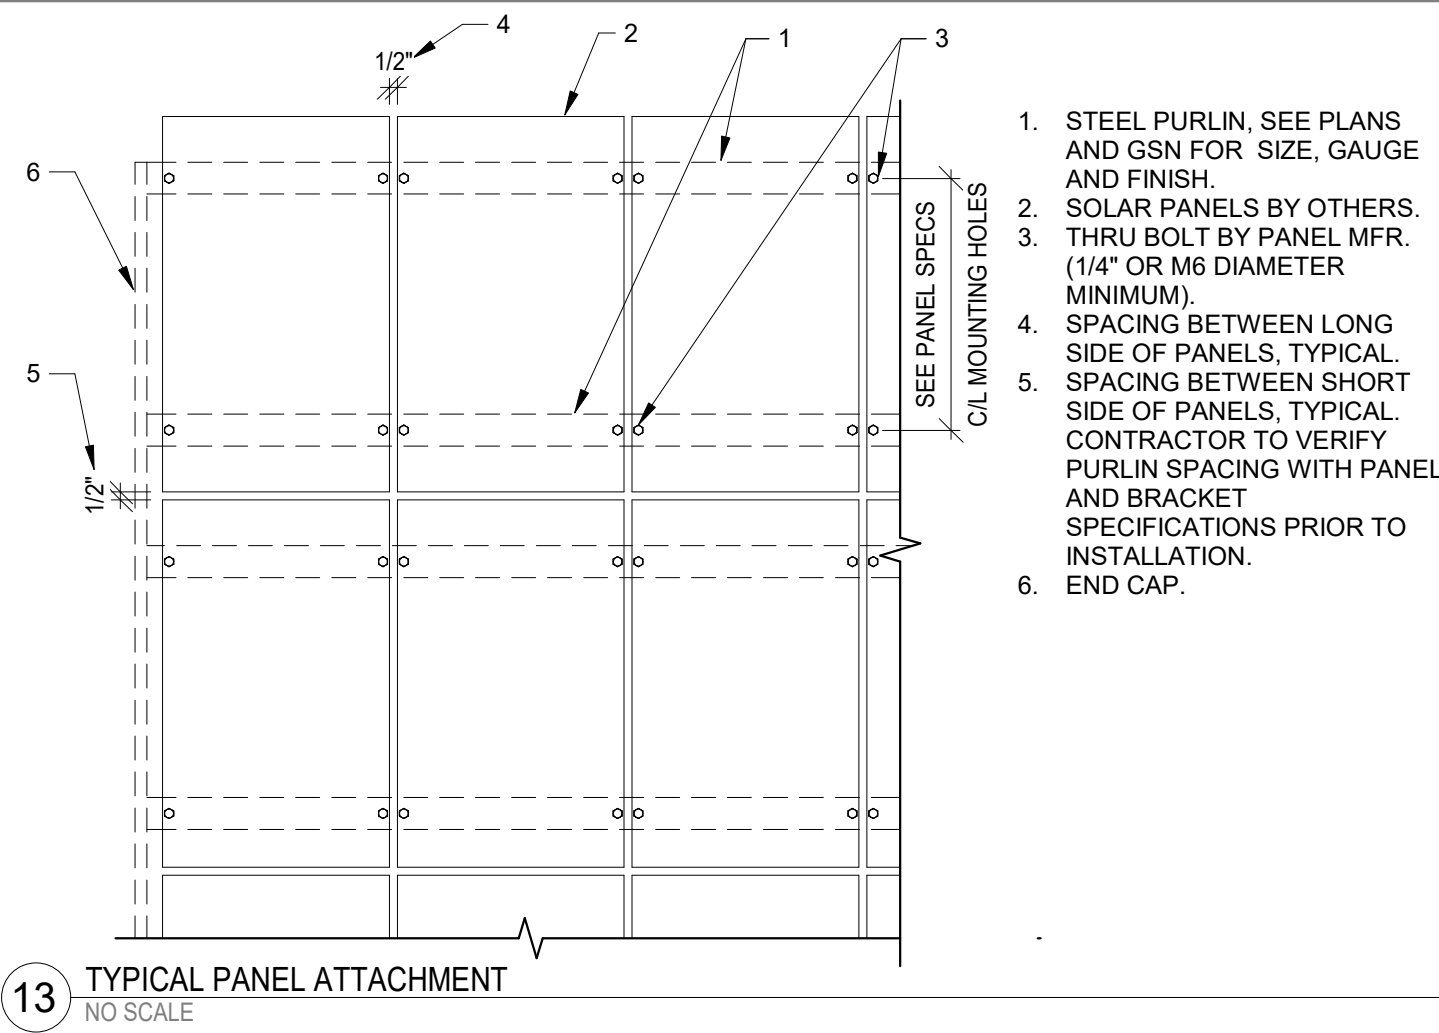 4
2
1
3
1/2"
6
5
1/2"
SEE PANEL SPECS
C/L MOUNTING HOLES
1. STEEL PURLIN, SEE PLANS
AND GSN FOR SIZE, GAUGE
AND FINISH.
2. SOLAR PANELS BY OTHERS.
3. THRU BOLT BY PANEL MFR.
(1/4" OR M6 DIAMETER
MINIMUM).
4. SPACING BETWEEN LONG
SIDE OF PANELS, TYPICAL.
5. SPACING BETWEEN SHORT
SIDE OF PANELS, TYPICAL.
CONTRACTOR TO VERIFY
PURLIN SPACING WITH PANEL
AND BRACKET
SPECIFICATIONS PRIOR TO
INSTALLATION.
6. END CAP.
13 TYPICAL PANEL ATTACHMENT
NO SCALE